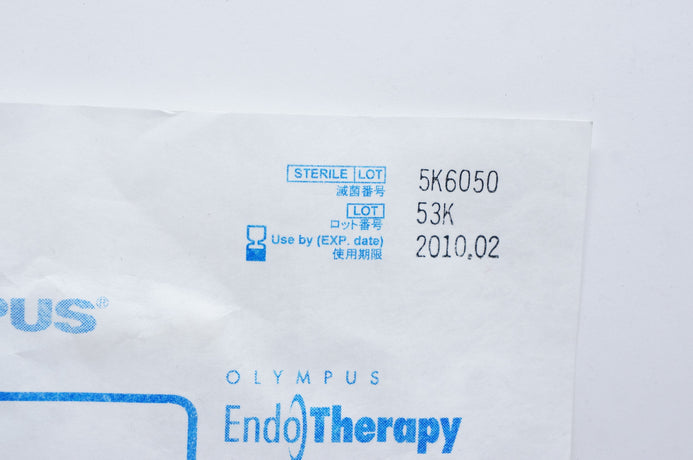 STERILE LOT 5K6050
滅菌番号
LOT 53K
ロット番号
Use by (EXP. date) 2010.02
使用期限
PUS®
OLYMPUS
EndoTherapy